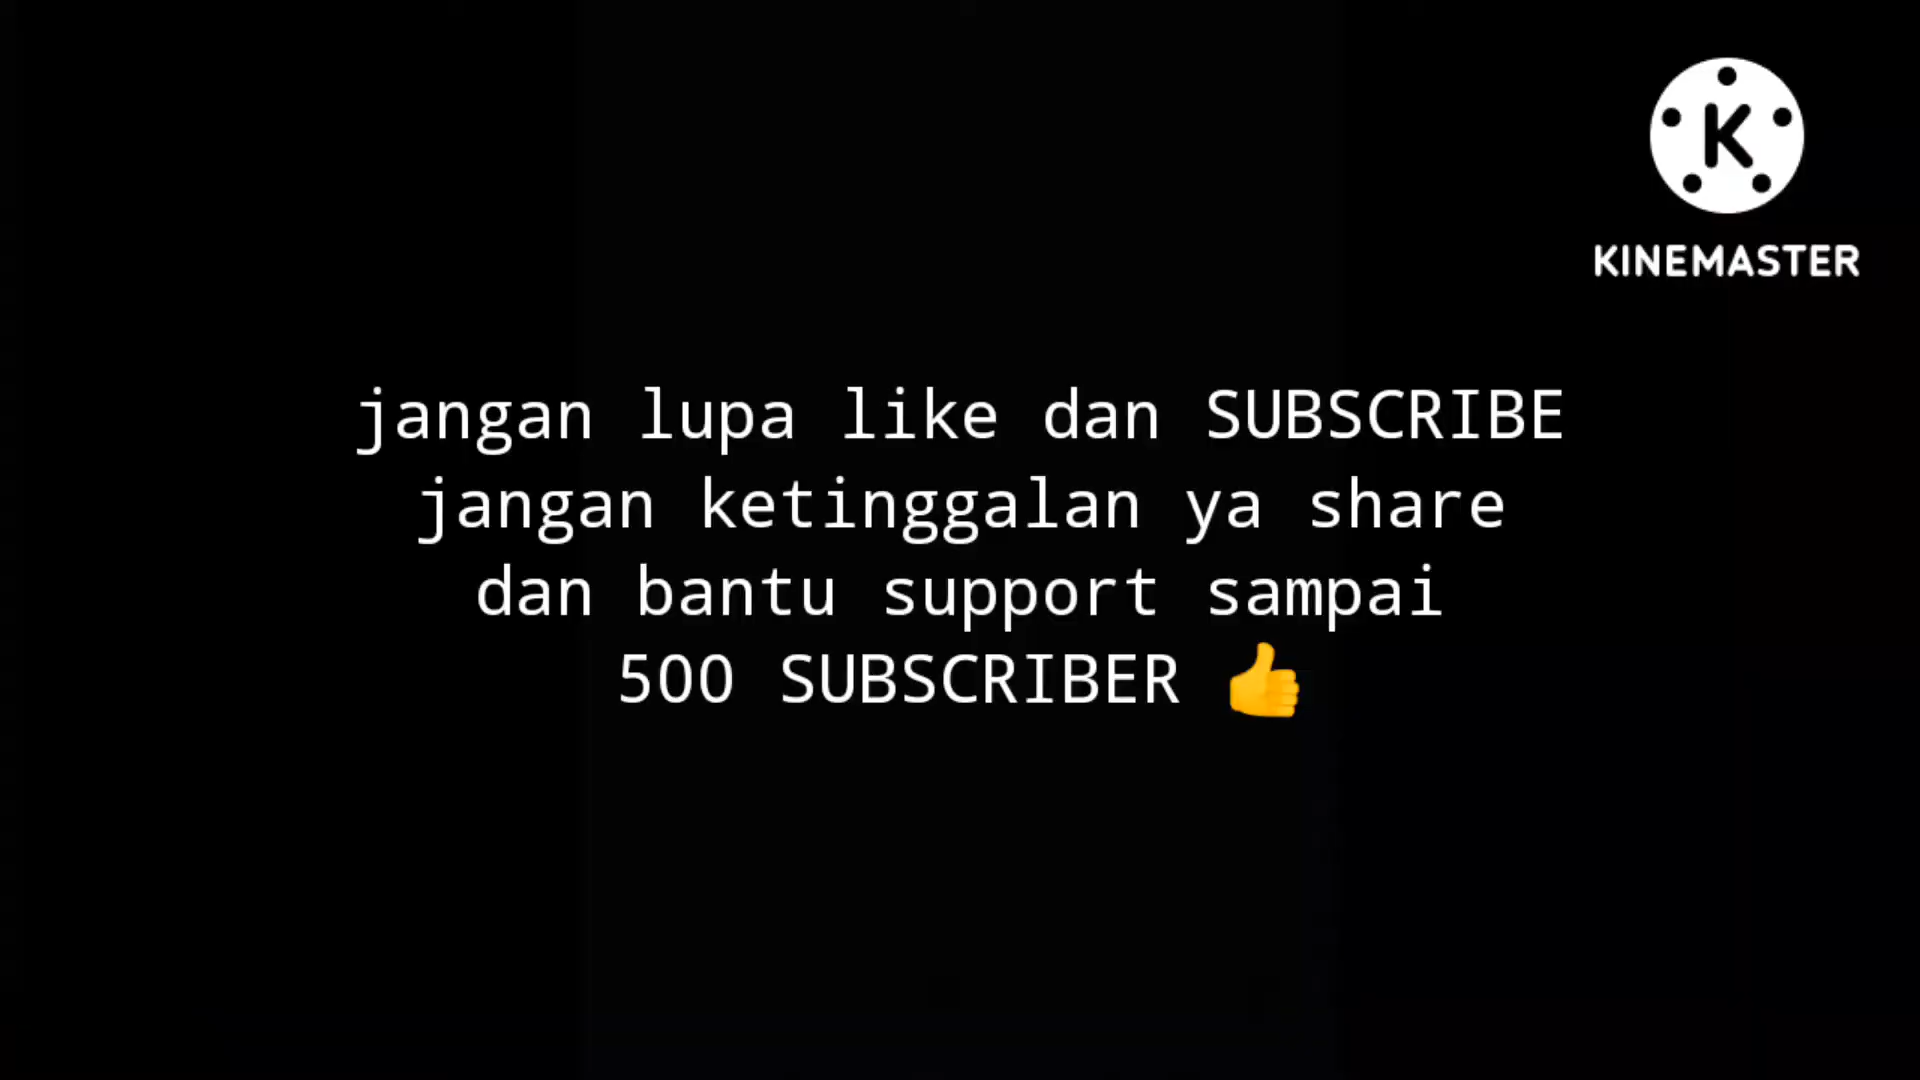 K
KINEMASTER
jangan lupa like dan SUBSCRIBE
jangan ketinggalan ya share
dan bantu support sampai
500 SUBSCRIBER 👍